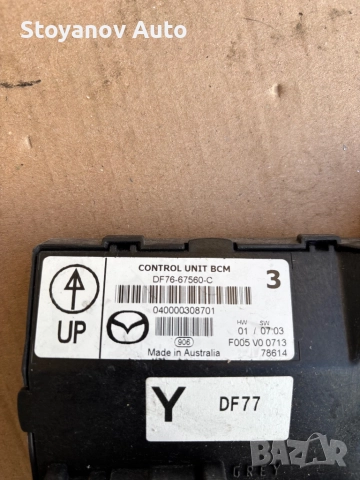 Stoyanov Auto
CONTROL UNIT BCM
DF76-67560-C
3
UP
040000308701
HW SW
01 / 07.03
906
F005 V0 0713
Made in Australia
78614
Y DF77
BAZAR
GREY